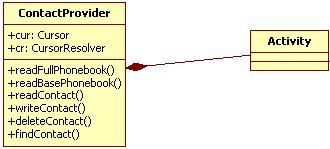 ContactProvider
+cur: Cursor
+cr: CursorResolver
+readFullPhonebook()
+readBasePhonebook()
+readContact()
+writeContact()
+deleteContact()
+findContact()
Activity